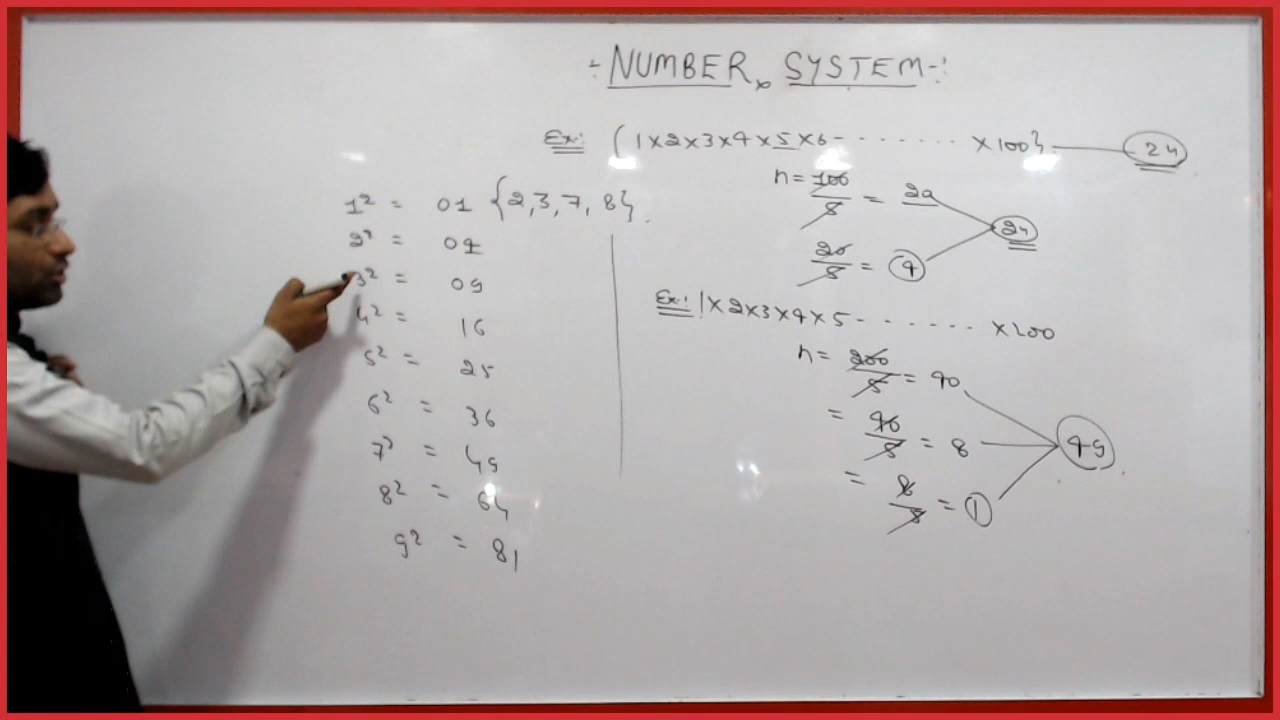 :- NUMBER SYSTEM -:
Ex: (1×2×3×4×5×6- - - - - - - ×100} 24
n = 100/5 = 20
20/5 = 4
24
1² = 01 {2,3,7,8}.
2² = 04
3² = 09
4² = 16
5² = 25
6² = 36
7² = 49
8² = 64
9² = 81
Ex: 1×2×3×4×5- - - - - - - ×200
n = 200/5 = 40
= 40/5 = 8
= 8/5 = 1
49